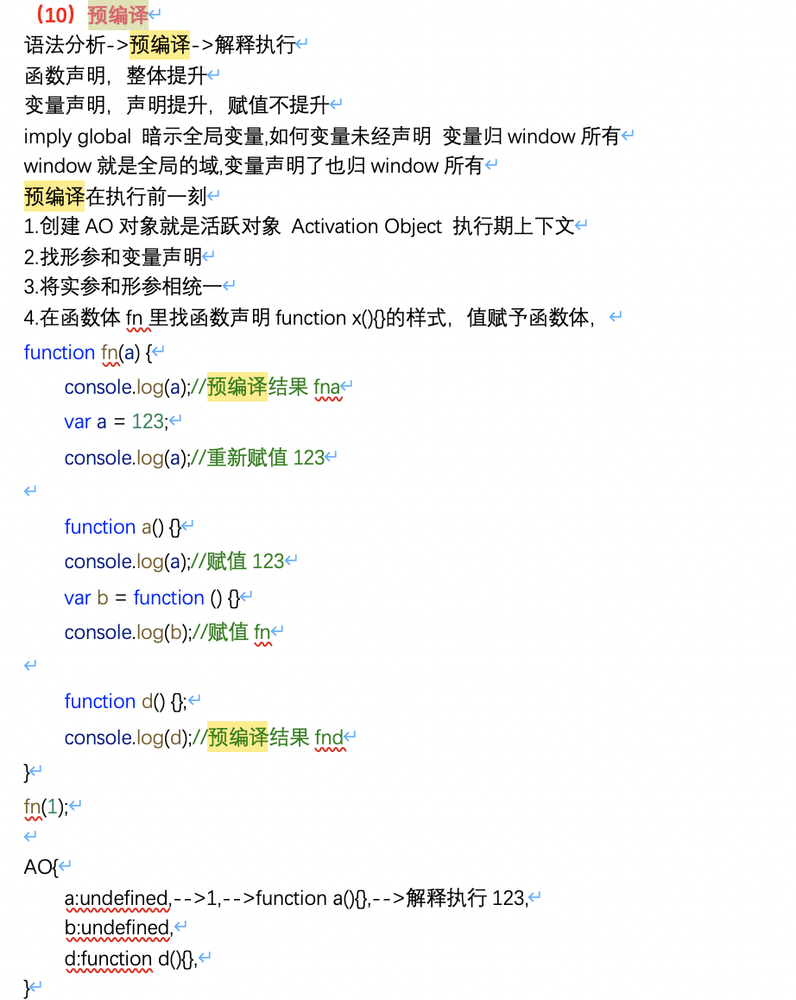 （10）预编译
语法分析->预编译->解释执行
函数声明，整体提升
变量声明，声明提升，赋值不提升
imply global 暗示全局变量,如何变量未经声明 变量归 window 所有
window 就是全局的域,变量声明了也归 window 所有
预编译在执行前一刻
1.创建 AO 对象就是活跃对象 Activation Object 执行期上下文
2.找形参和变量声明
3.将实参和形参相统一
4.在函数体 fn 里找函数声明 function x(){}的样式，值赋予函数体，
function fn(a) {
console.log(a);//预编译结果 fna
var a = 123;
console.log(a);//重新赋值 123
function a() {}
console.log(a);//赋值 123
var b = function () {}
console.log(b);//赋值 fn
function d() {};
console.log(d);//预编译结果 fnd
}
fn(1);
AO{
a:undefined,-->1,-->function a(){},-->解释执行 123,
b:undefined,
d:function d(){},
}